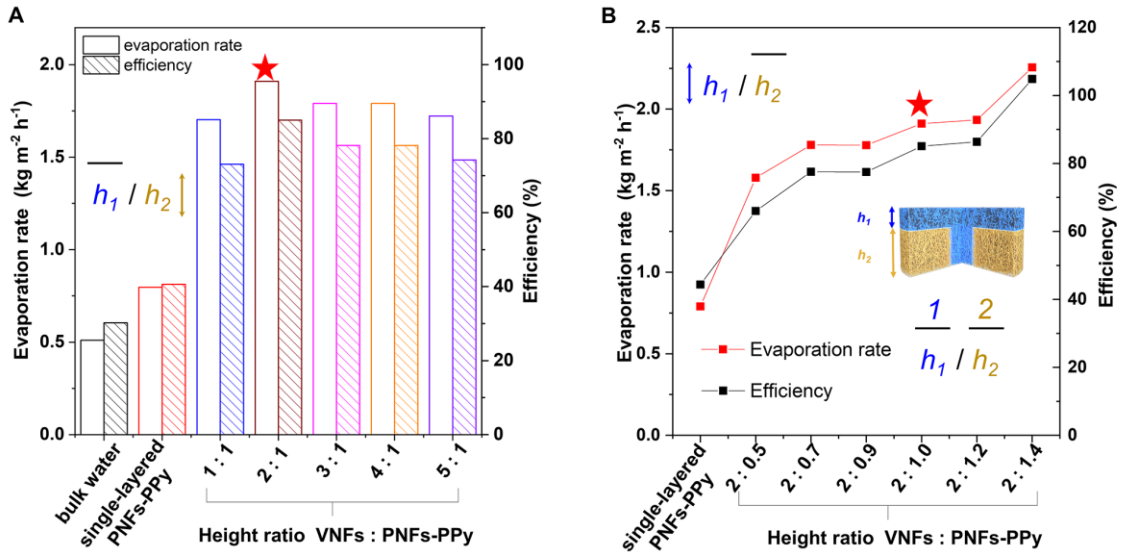 A
Evaporation rate (kg m⁻² h⁻¹)
2.0
1.5
1.0
0.5
0.0
evaporation rate
efficiency
h₁ / h₂
100
80
60
40
20
0
Efficiency (%)
bulk water
single-layered
PNFs-PPy
1 : 1
2 : 1
3 : 1
4 : 1
5 : 1
Height ratio VNFs : PNFs-PPy
B
Evaporation rate (kg m⁻² h⁻¹)
2.5
2.0
1.5
1.0
0.5
0.0
h₁ / h₂
h₁
h₂
1 2
h₁ / h₂
Evaporation rate
Efficiency
120
100
80
60
40
20
0
Efficiency (%)
single-layered
PNFs-PPy
2 : 0.5
2 : 0.7
2 : 0.9
2 : 1.0
2 : 1.2
2 : 1.4
Height ratio VNFs : PNFs-PPy